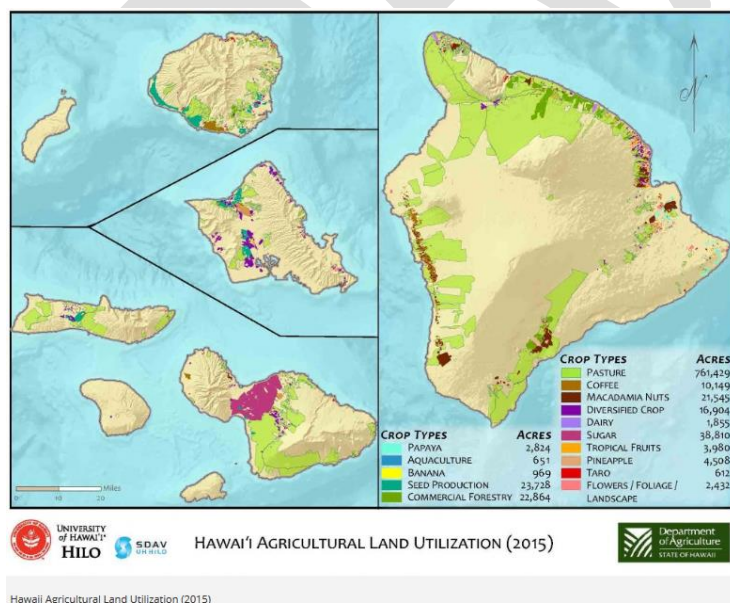 Miles
0 10 20
CROP TYPES ACRES
PAPAYA 2,824
AQUACULTURE 651
BANANA 969
SEED PRODUCTION 23,728
COMMERCIAL FORESTRY 22,864
CROP TYPES ACRES
PASTURE 761,429
COFFEE 10,149
MACADAMIA NUTS 21,545
DIVERSIFIED CROP 16,904
DAIRY 1,855
SUGAR 38,810
TROPICAL FRUITS 3,980
PINEAPPLE 4,508
TARO 612
FLOWERS / FOLIAGE / 2,432
LANDSCAPE
UNIVERSITY
OF HAWAI‘I®
HILO
SDAV
UH HILO
HAWAI‘I AGRICULTURAL LAND UTILIZATION (2015)
Department
of Agriculture
STATE OF HAWAII
Hawaii Agricultural Land Utilization (2015)